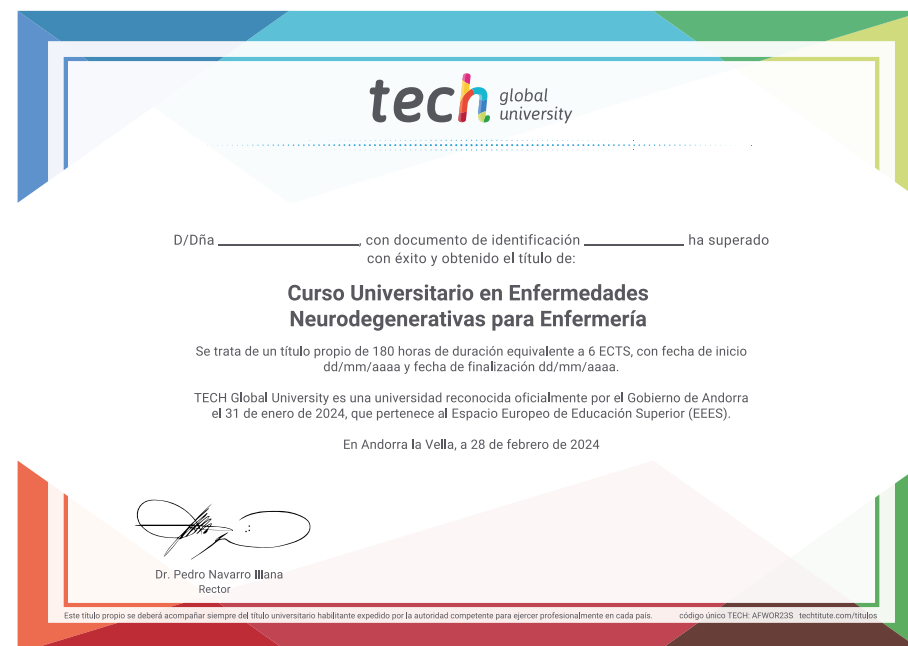 tech global
university
D/Dña ______________, con documento de identificación __________ ha superado
con éxito y obtenido el título de:
Curso Universitario en Enfermedades
Neurodegenerativas para Enfermería
Se trata de un título propio de 180 horas de duración equivalente a 6 ECTS, con fecha de inicio
dd/mm/aaaa y fecha de finalización dd/mm/aaaa.
TECH Global University es una universidad reconocida oficialmente por el Gobierno de Andorra
el 31 de enero de 2024, que pertenece al Espacio Europeo de Educación Superior (EEES).
En Andorra la Vella, a 28 de febrero de 2024
Dr. Pedro Navarro Illana
Rector
Este título propio se deberá acompañar siempre del título universitario habilitante expedido por la autoridad competente para ejercer profesionalmente en cada país. código único TECH: AFWOR23S techtitute.com/titulos